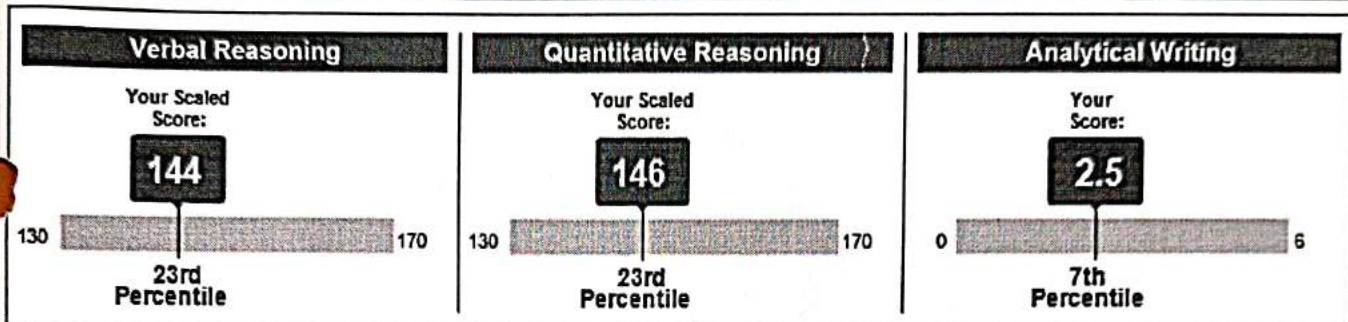 Verbal Reasoning
Your Scaled
Score:
144
130
170
23rd
Percentile
Quantitative Reasoning
Your Scaled
Score:
146
130
170
23rd
Percentile
Analytical Writing
Your
Score:
2.5
0
6
7th
Percentile